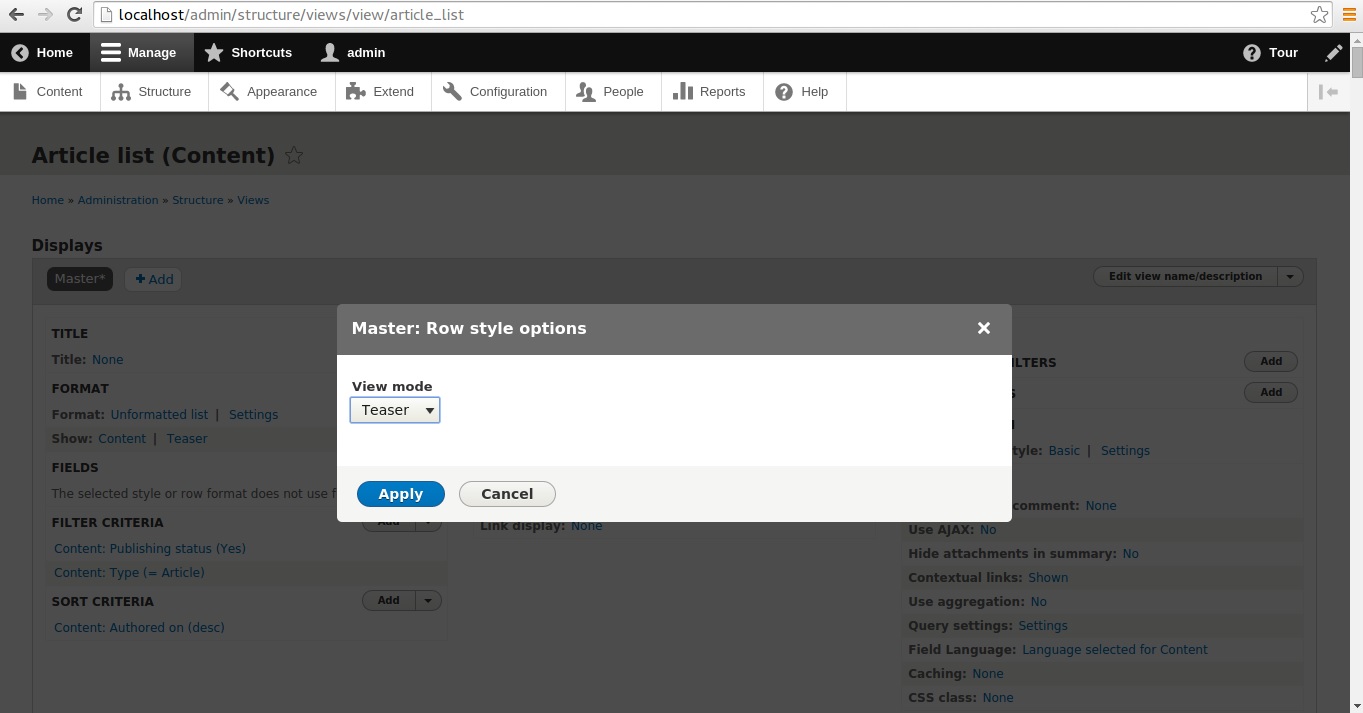 localhost/admin/structure/views/view/article_list
Home Manage Shortcuts admin Tour
Content Structure Appearance Extend Configuration People Reports Help
Article list (Content)
Home » Administration » Structure » Views
Displays
Master* Add Edit view name/description
Master: Row style options
View mode
Teaser
Apply Cancel
TITLE
Title: None
FORMAT
Format: Unformatted list | Settings
Show: Content | Teaser
FIELDS
The selected style or row format does not use f
FILTER CRITERIA Add
Content: Publishing status (Yes)
Content: Type (= Article)
SORT CRITERIA Add
Content: Authored on (desc)
Link display: None
ILTERS Add
S Add
tyle: Basic | Settings
comment: None
Use AJAX: No
Hide attachments in summary: No
Contextual links: Shown
Use aggregation: No
Query settings: Settings
Field Language: Language selected for Content
Caching: None
CSS class: None